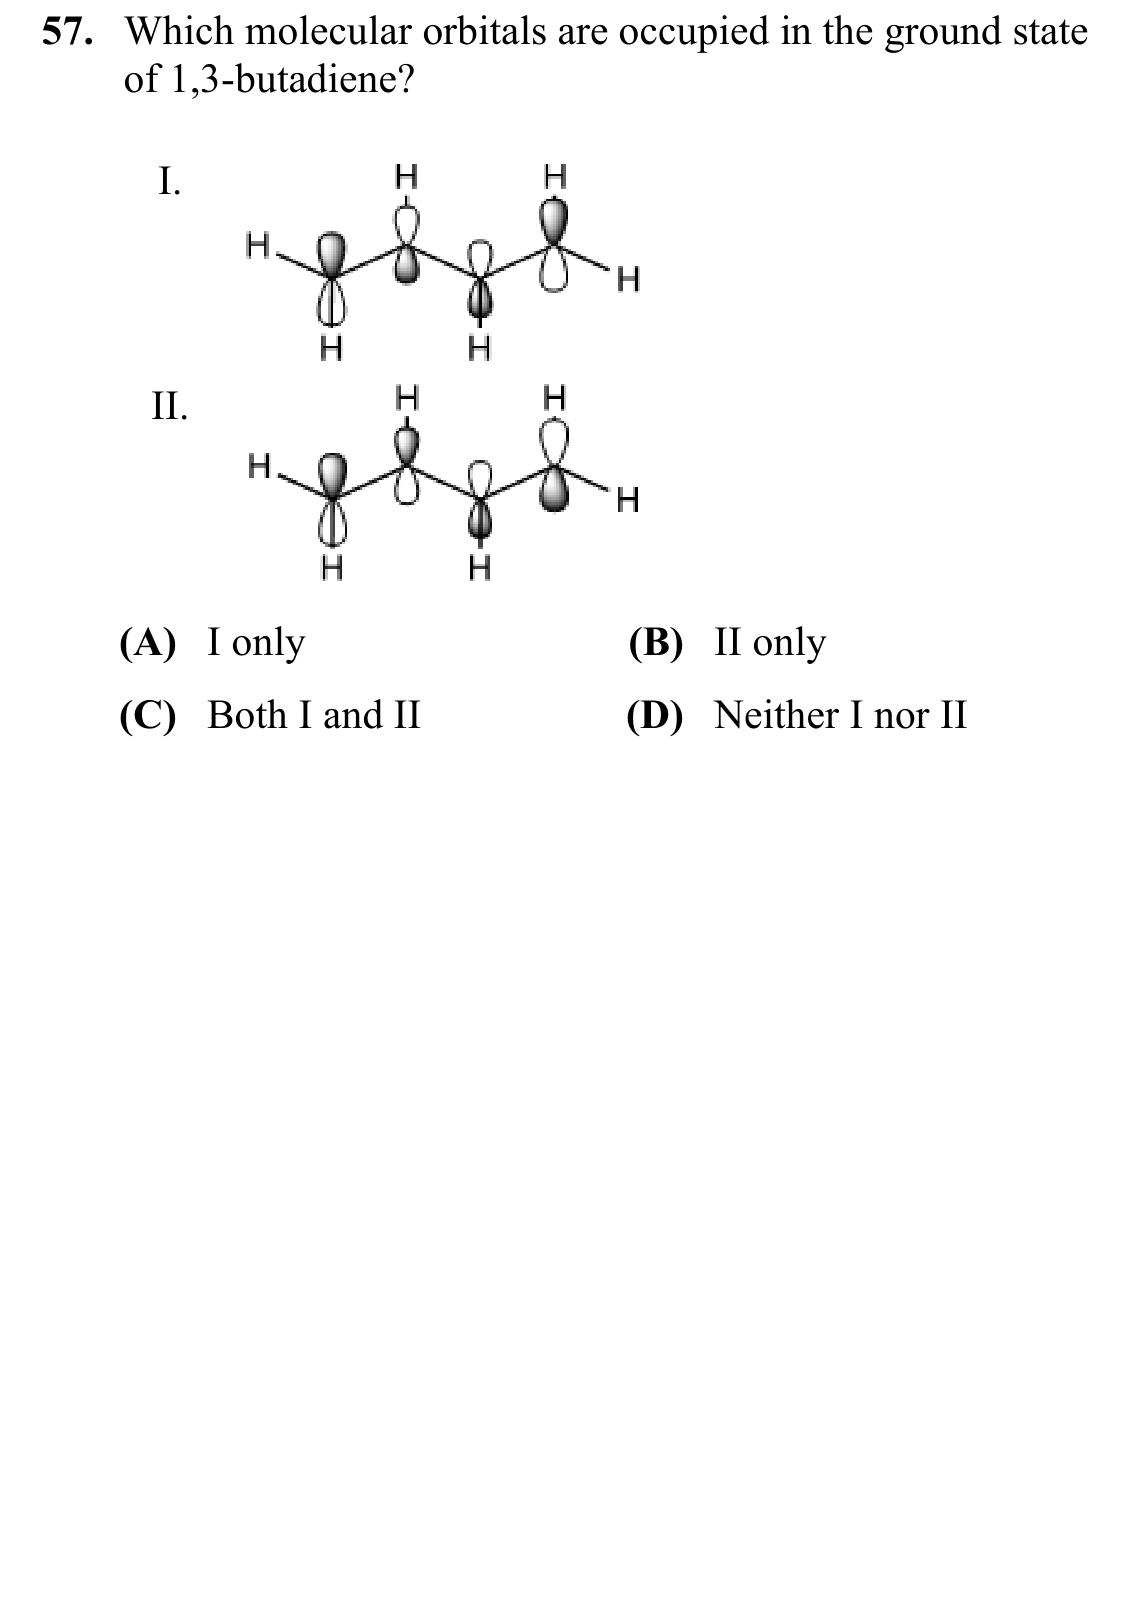 57. Which molecular orbitals are occupied in the ground state
of 1,3-butadiene?
I.
H H
H
H
H H
II.
H H
H
H
H H
(A) I only (B) II only
(C) Both I and II (D) Neither I nor II